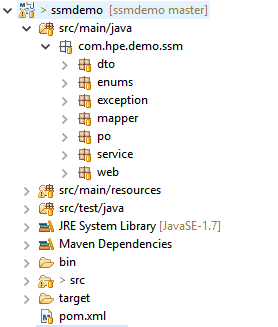 > ssmdemo [ssmdemo master]
src/main/java
com.hpe.demo.ssm
dto
enums
exception
mapper
po
service
web
src/main/resources
src/test/java
JRE System Library [JavaSE-1.7]
Maven Dependencies
bin
> src
target
pom.xml